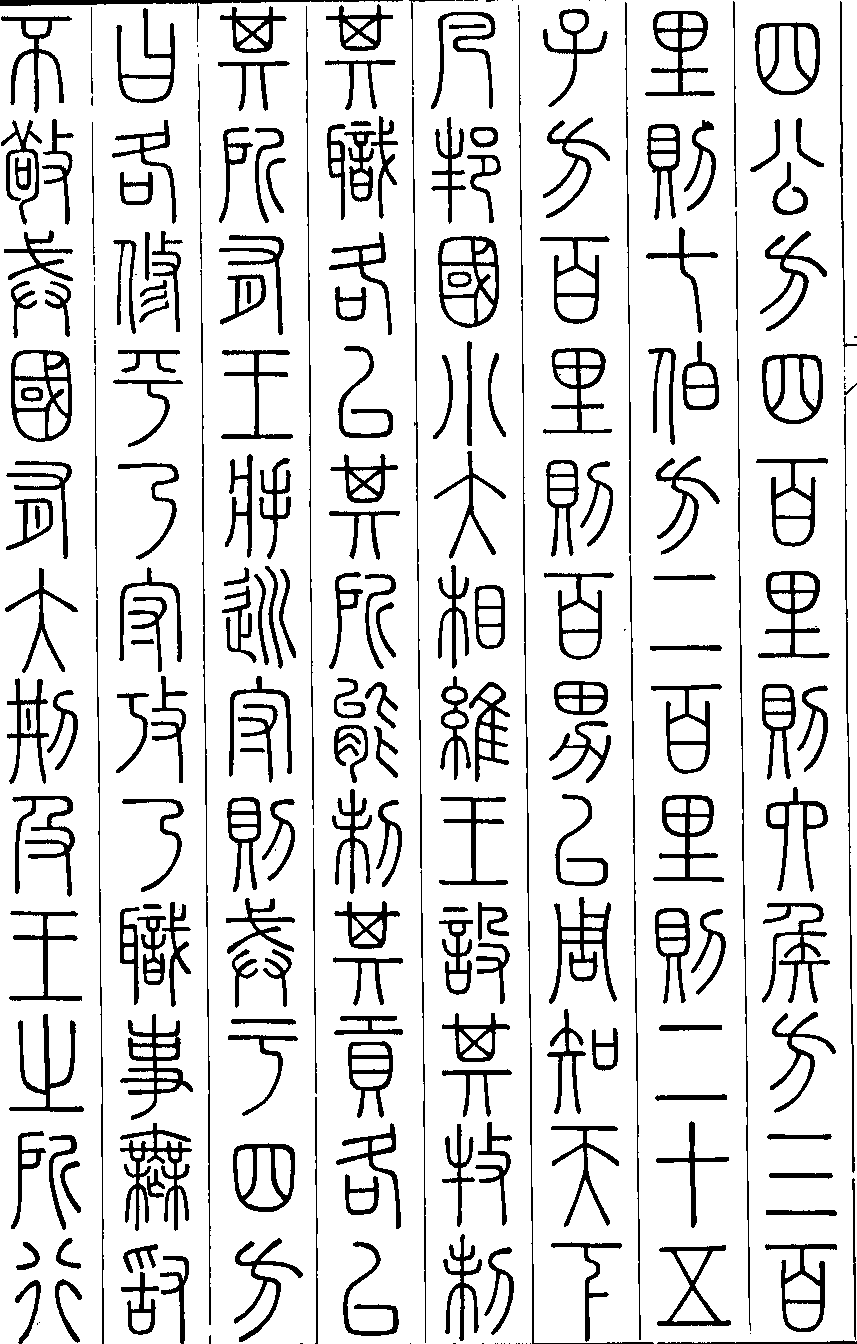 四公方四百里則六侯方三百
里則七伯方二百里則二十五
子方百里則百男以周知天下
凡邦國小大相維王設其牧制
其職各以其所能制其貢各以
其所有王將巡守則戒于四方
曰各修平乃守攷乃職事無敢
不敬戒國有大刑及王之所行